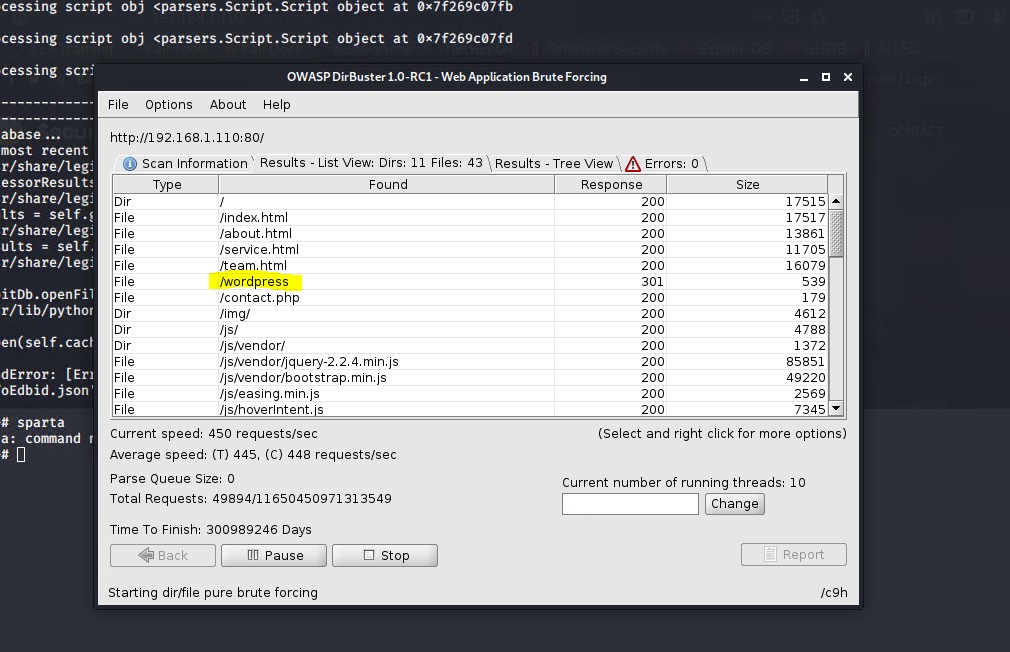 cessing script obj <parsers.Script.Script object at 0×7f269c07fb
cessing script obj <parsers.Script.Script object at 0×7f269c07fd
cessing scri
OWASP DirBuster 1.0-RC1 - Web Application Brute Forcing
File Options About Help
http://192.168.1.110:80/
Scan Information Results - List View: Dirs: 11 Files: 43 Results - Tree View Errors: 0
Type Found Response Size
Dir / 200 17515
File /index.html 200 17517
File /about.html 200 13861
File /service.html 200 11705
File /team.html 200 16079
File /wordpress 301 539
File /contact.php 200 179
Dir /img/ 200 4612
Dir /js/ 200 4788
Dir /js/vendor/ 200 1372
File /js/vendor/jquery-2.2.4.min.js 200 85851
File /js/vendor/bootstrap.min.js 200 49220
File /js/easing.min.js 200 2569
File /js/hoverIntent.js 200 7345
Current speed: 450 requests/sec (Select and right click for more options)
Average speed: (T) 445, (C) 448 requests/sec
Parse Queue Size: 0
Current number of running threads: 10
Total Requests: 49894/11650450971313549
Change
Time To Finish: 300989246 Days
Back Pause Stop Report
Starting dir/file pure brute forcing /c9h
abase ...
most recent
r/share/legi
essorResults
r/share/legi
lts = self.g
r/share/legi
ults = self.
r/share/legi
itDb.openFil
r/lib/python
en(self.cach
dError: [Err
oEdbid.json'
# sparta
a: command n
#